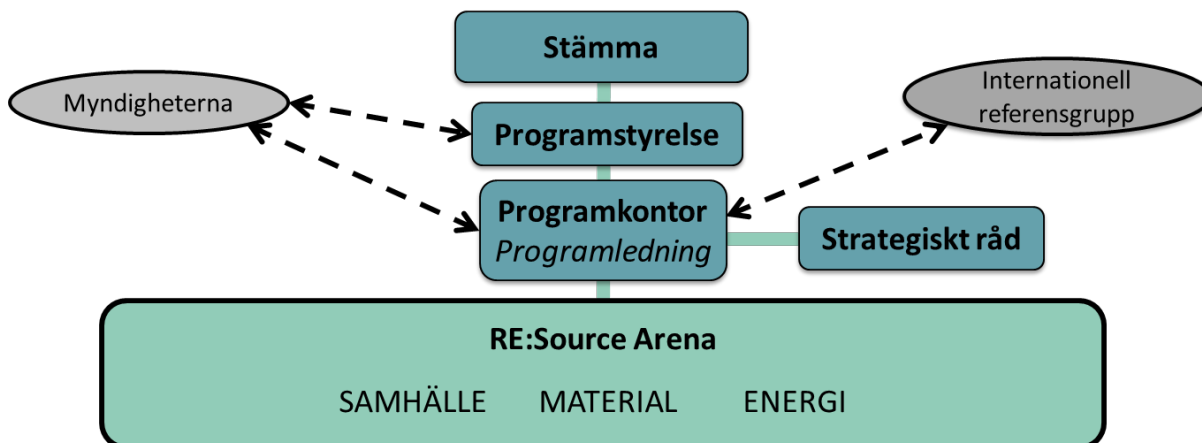 Stämma
Myndigheterna
Internationell
referensgrupp
Programstyrelse
Programkontor
Programledning
Strategiskt råd
RE:Source Arena
SAMHÄLLE MATERIAL ENERGI